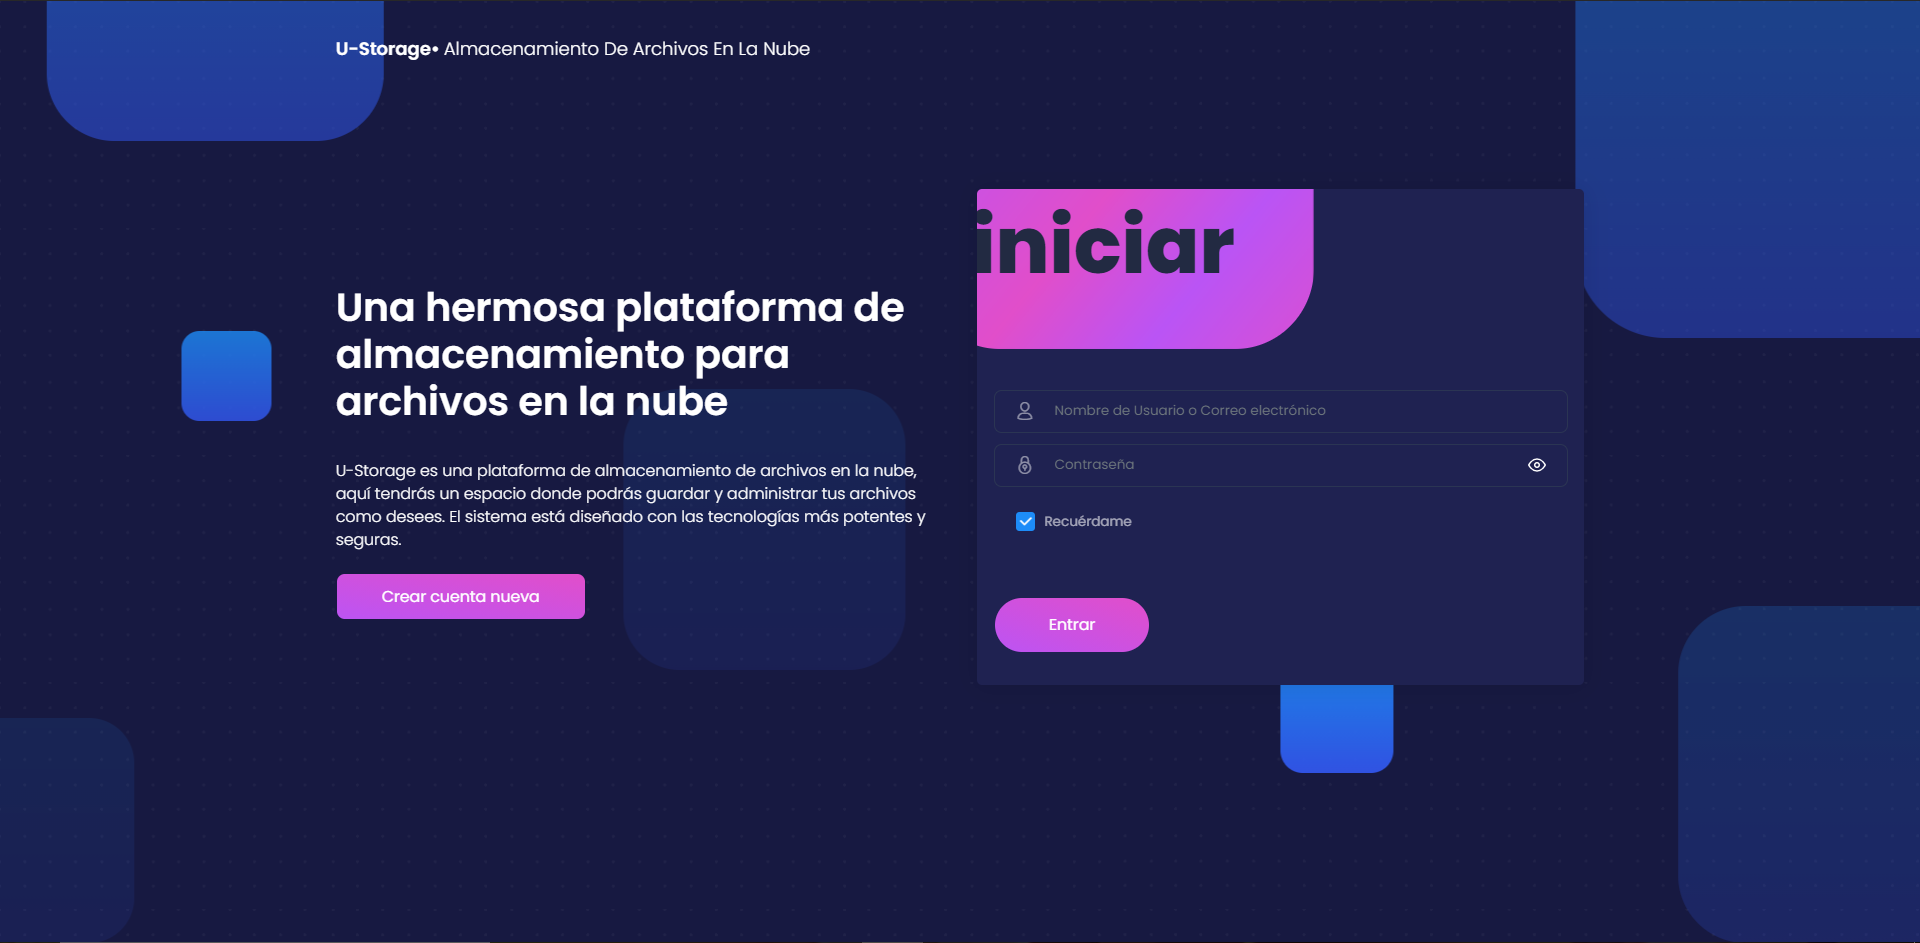 U-Storage• Almacenamiento De Archivos En La Nube
iniciar
Una hermosa plataforma de
almacenamiento para
archivos en la nube
U-Storage es una plataforma de almacenamiento de archivos en la nube,
aquí tendrás un espacio donde podrás guardar y administrar tus archivos
como desees. El sistema está diseñado con las tecnologías más potentes y
seguras.
Crear cuenta nueva
Nombre de Usuario o Correo electrónico
Contraseña
Recuérdame
Entrar